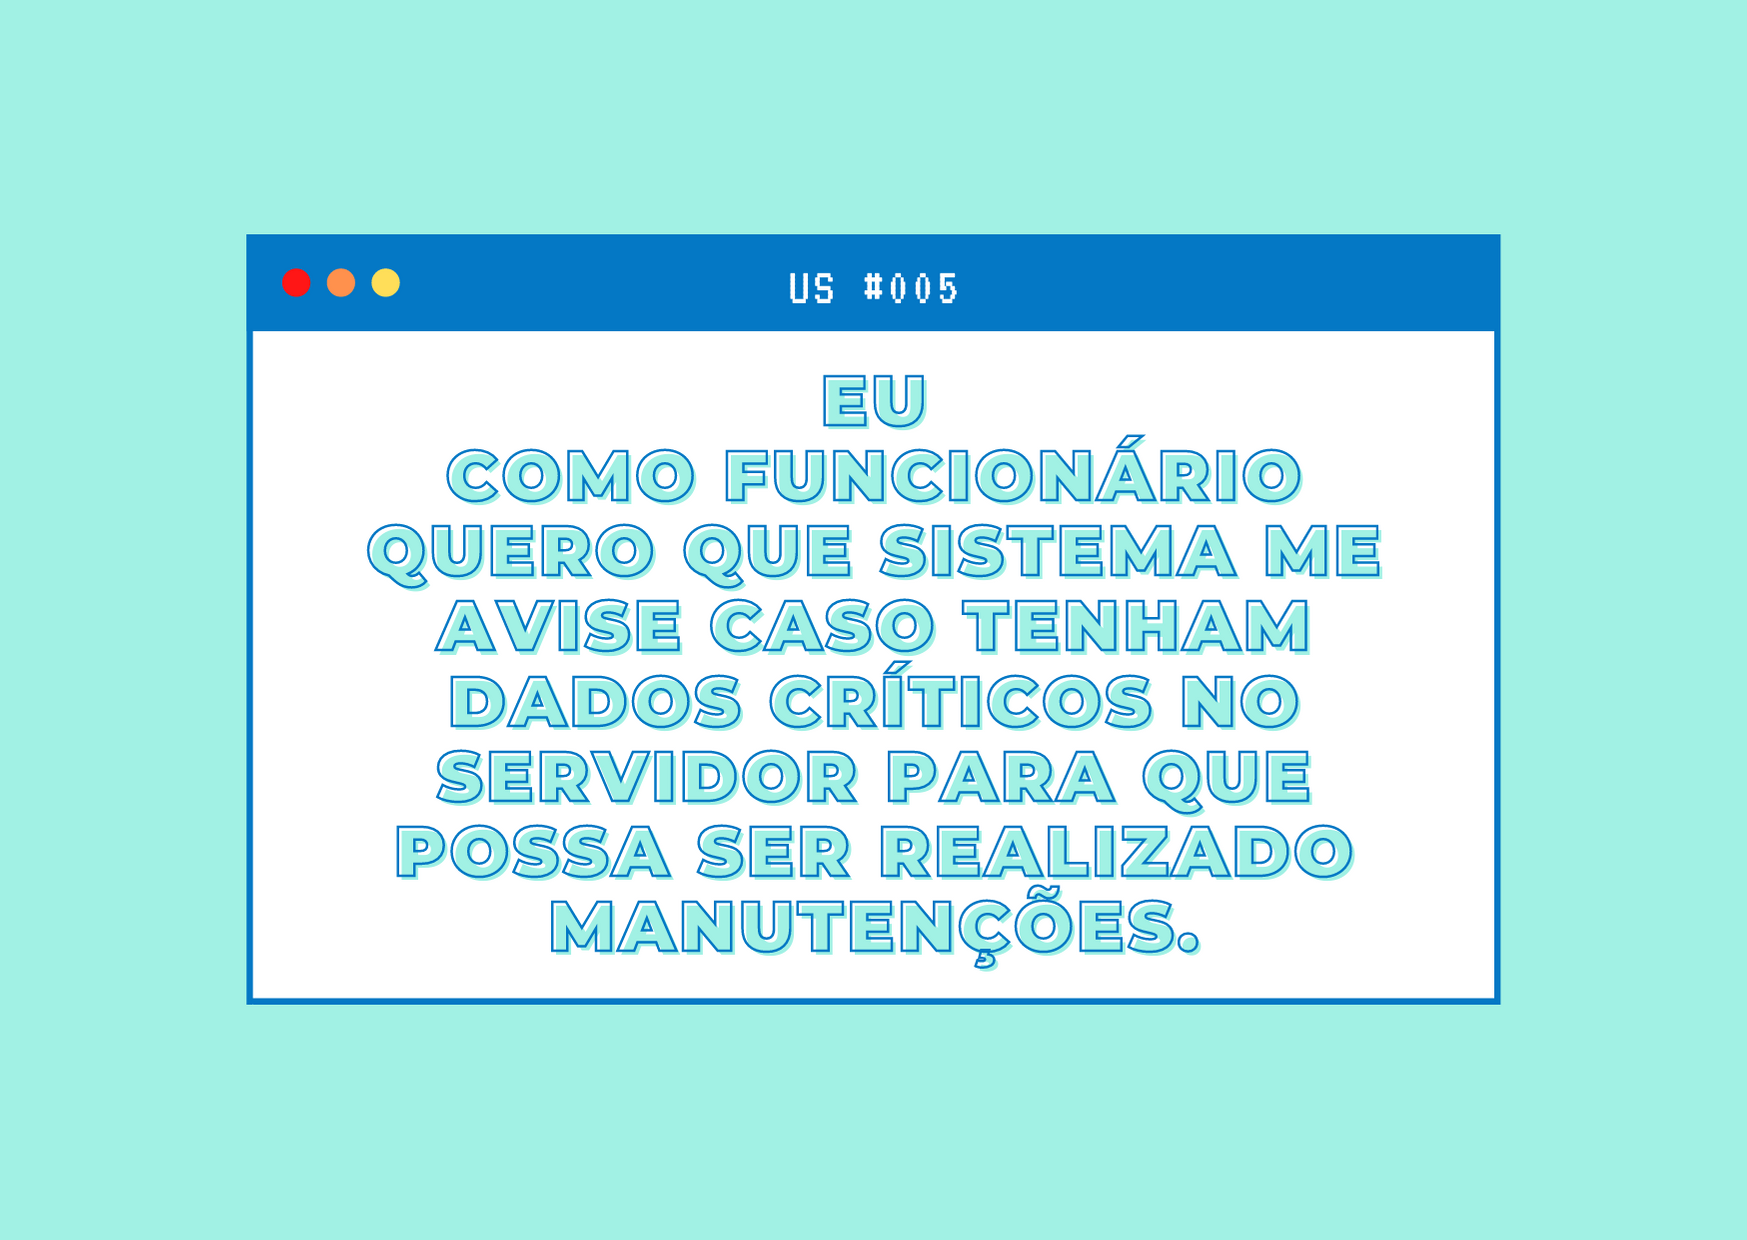 US #005
EU
COMO FUNCIONÁRIO
QUERO QUE SISTEMA ME
AVISE CASO TENHAM
DADOS CRÍTICOS NO
SERVIDOR PARA QUE
POSSA SER REALIZADO
MANUTENÇÕES.